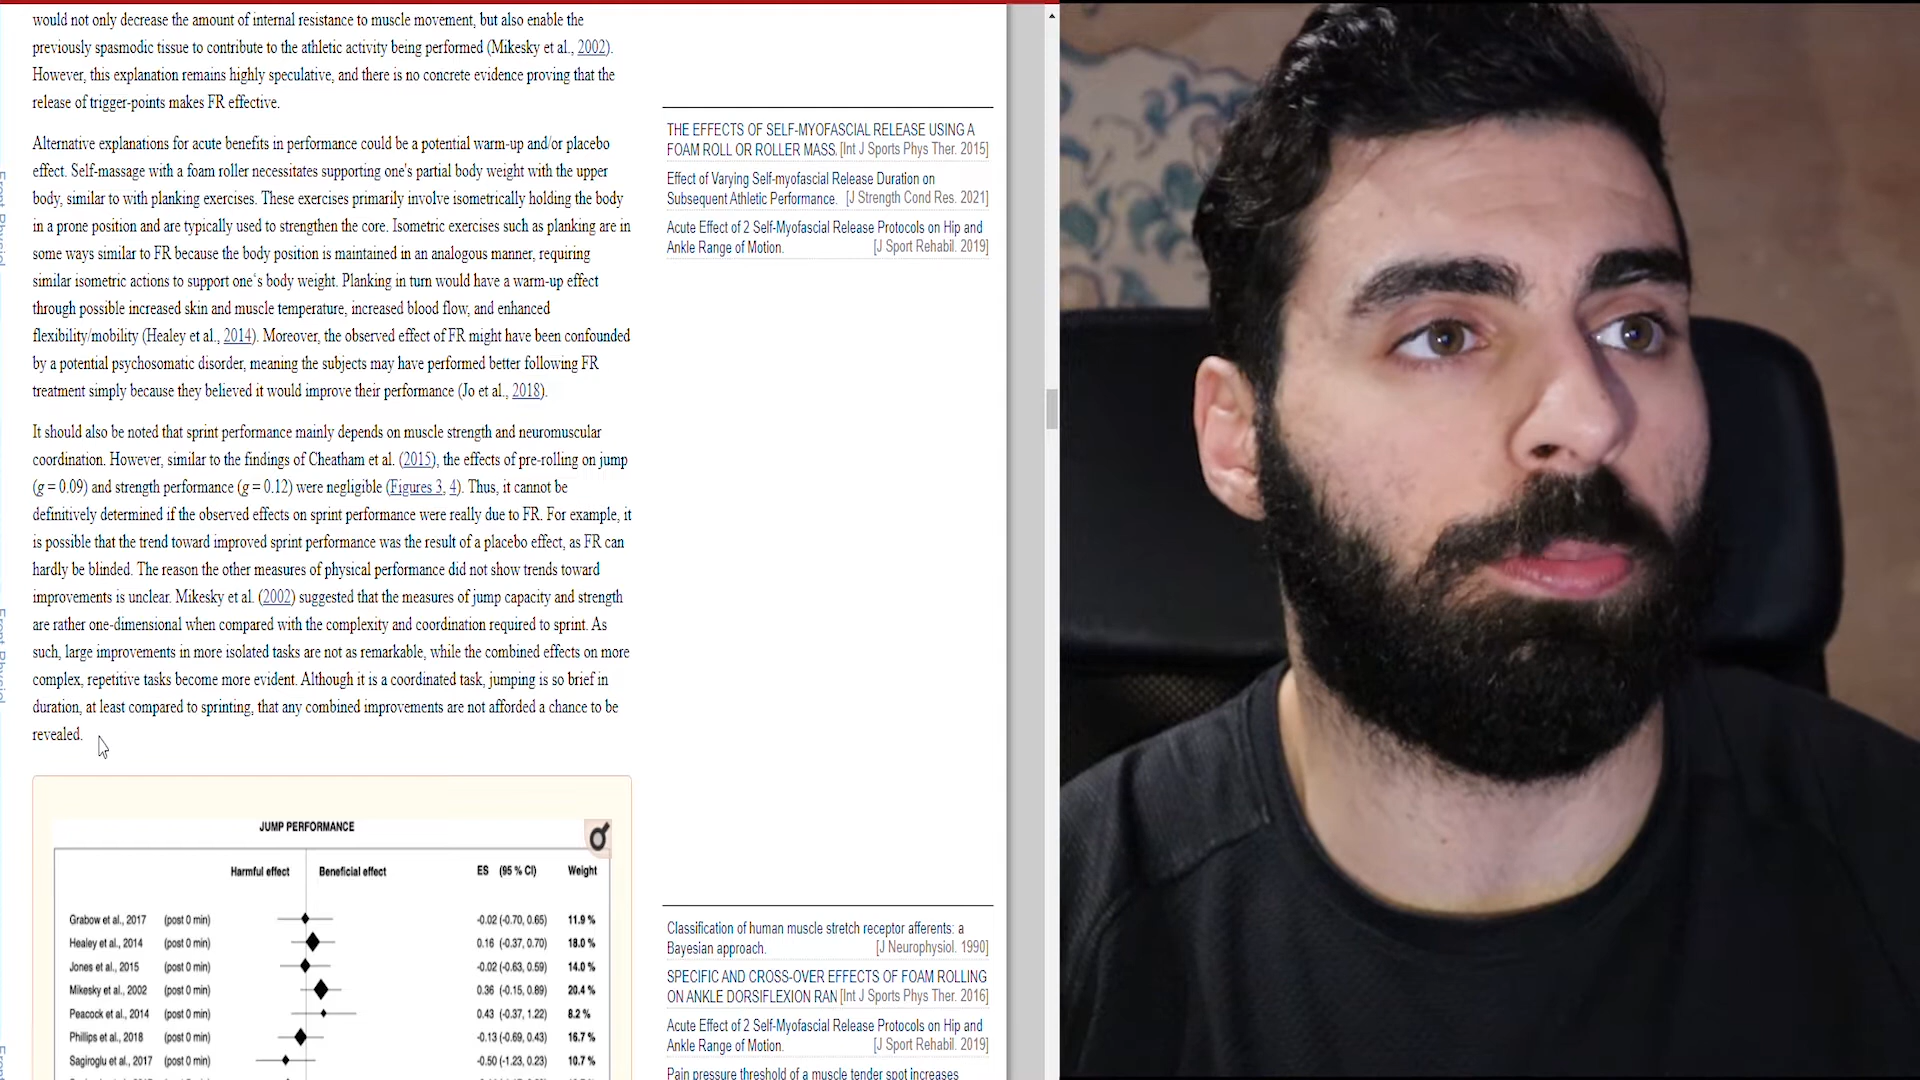 would not only decrease the amount of internal resistance to muscle movement, but also enable the
previously spasmodic tissue to contribute to the athletic activity being performed (Mikesky et al., 2002).
However, this explanation remains highly speculative, and there is no concrete evidence proving that the
release of trigger-points makes FR effective.
Alternative explanations for acute benefits in performance could be a potential warm-up and/or placebo
effect. Self-massage with a foam roller necessitates supporting one's partial body weight with the upper
body, similar to with planking exercises. These exercises primarily involve isometrically holding the body
in a prone position and are typically used to strengthen the core. Isometric exercises such as planking are in
some ways similar to FR because the body position is maintained in an analogous manner, requiring
similar isometric actions to support one's body weight. Planking in turn would have a warm-up effect
through possible increased skin and muscle temperature, increased blood flow, and enhanced
flexibility/mobility (Healey et al., 2014). Moreover, the observed effect of FR might have been confounded
by a potential psychosomatic disorder, meaning the subjects may have performed better following FR
treatment simply because they believed it would improve their performance (Jo et al., 2018).
It should also be noted that sprint performance mainly depends on muscle strength and neuromuscular
coordination. However, similar to the findings of Cheatham et al. (2015), the effects of pre-rolling on jump
(g = 0.09) and strength performance (g = 0.12) were negligible (Figures 3, 4). Thus, it cannot be
definitively determined if the observed effects on sprint performance were really due to FR. For example, it
is possible that the trend toward improved sprint performance was the result of a placebo effect, as FR can
hardly be blinded. The reason the other measures of physical performance did not show trends toward
improvements is unclear. Mikesky et al. (2002) suggested that the measures of jump capacity and strength
are rather one-dimensional when compared with the complexity and coordination required to sprint. As
such, large improvements in more isolated tasks are not as remarkable, while the combined effects on more
complex, repetitive tasks become more evident. Although it is a coordinated task, jumping is so brief in
duration, at least compared to sprinting, that any combined improvements are not afforded a chance to be
revealed.
JUMP PERFORMANCE
Harmful effect Beneficial effect ES (95 % CI) Weight
Grabow et al., 2017 (post 0 min) -0.02 (-0.70, 0.65) 11.9 %
Healey et al., 2014 (post 0 min) 0.16 (-0.37, 0.70) 18.0 %
Jones et al., 2015 (post 0 min) -0.02 (-0.63, 0.59) 14.0 %
Mikesky et al., 2002 (post 0 min) 0.36 (-0.15, 0.89) 20.4 %
Peacock et al., 2014 (post 0 min) 0.43 (-0.37, 1.22) 8.2 %
Phillips et al., 2018 (post 0 min) -0.13 (-0.69, 0.43) 16.7 %
Sagiroglu et al., 2017 (post 0 min) -0.50 (-1.23, 0.23) 10.7 %
THE EFFECTS OF SELF-MYOFASCIAL RELEASE USING A
FOAM ROLL OR ROLLER MASS. [Int J Sports Phys Ther. 2015]
Effect of Varying Self-myofascial Release Duration on
Subsequent Athletic Performance. [J Strength Cond Res. 2021]
Acute Effect of 2 Self-Myofascial Release Protocols on Hip and
Ankle Range of Motion. [J Sport Rehabil. 2019]
Classification of human muscle stretch receptor afferents: a
Bayesian approach. [J Neurophysiol. 1990]
SPECIFIC AND CROSS-OVER EFFECTS OF FOAM ROLLING
ON ANKLE DORSIFLEXION RAN [Int J Sports Phys Ther. 2016]
Acute Effect of 2 Self-Myofascial Release Protocols on Hip and
Ankle Range of Motion. [J Sport Rehabil. 2019]
Pain pressure threshold of a muscle tender spot increases